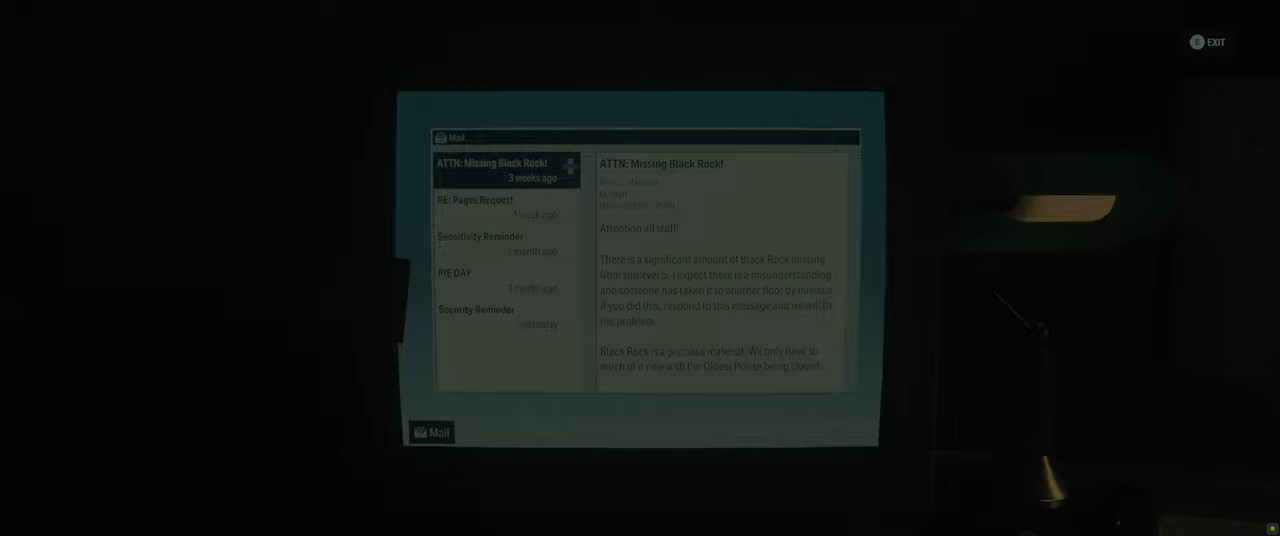 B EXIT
Mail
ATTN: Missing Black Rock!
3 weeks ago
RE: Pages Request
1 week ago
Sensitivity Reminder
1 month ago
PIE DAY
1 month ago
Security Reminder
yesterday
ATTN: Missing Black Rock!
Attention all staff!
There is a significant amount of Black Rock missing
from sublevel 5. I expect there is a misunderstanding
and someone has taken it to another floor by mistake.
If you did this, respond to this message and we will fix
the problem.
Black Rock is a precious material. We only have so
much of it now with the Oldest House being closed.
Mail